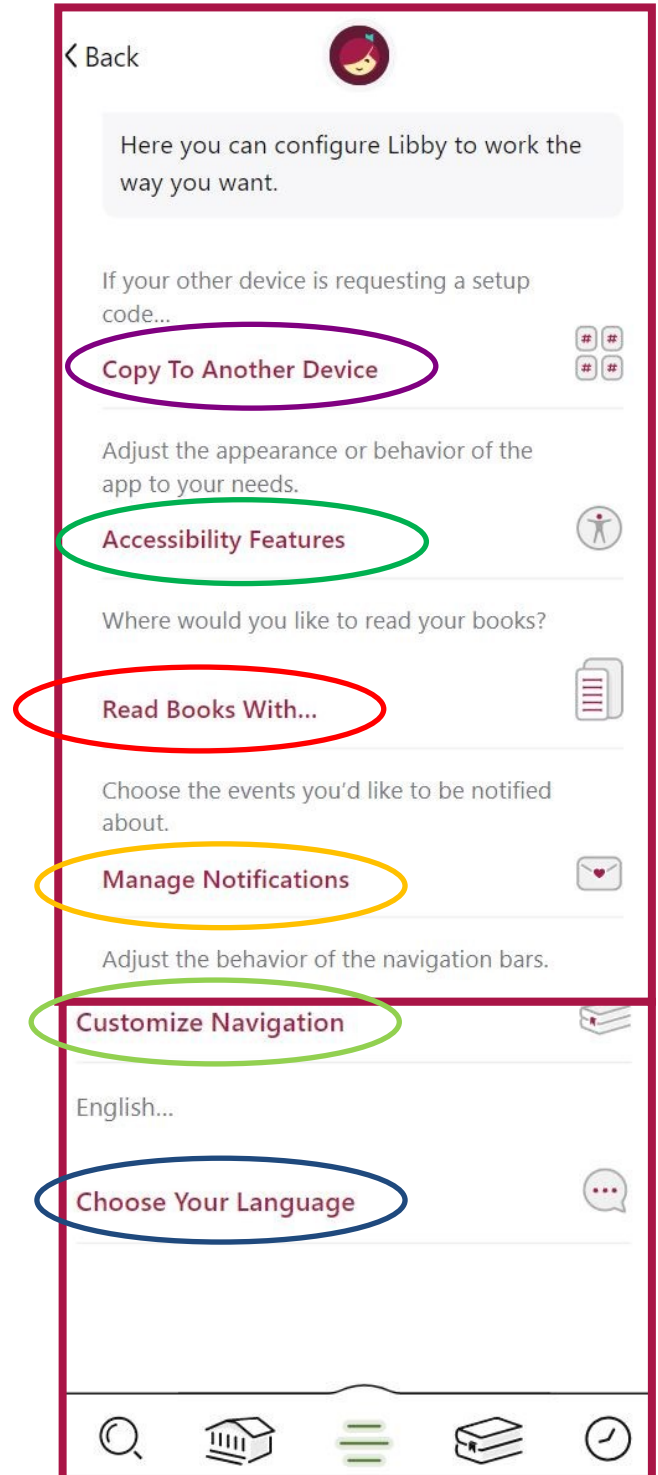 Back
Here you can configure Libby to work the
way you want.
If your other device is requesting a setup
code...
Copy To Another Device
# #
# #
Adjust the appearance or behavior of the
app to your needs.
Accessibility Features
Where would you like to read your books?
Read Books With...
Choose the events you'd like to be notified
about.
Manage Notifications
Adjust the behavior of the navigation bars.
Customize Navigation
English...
Choose Your Language